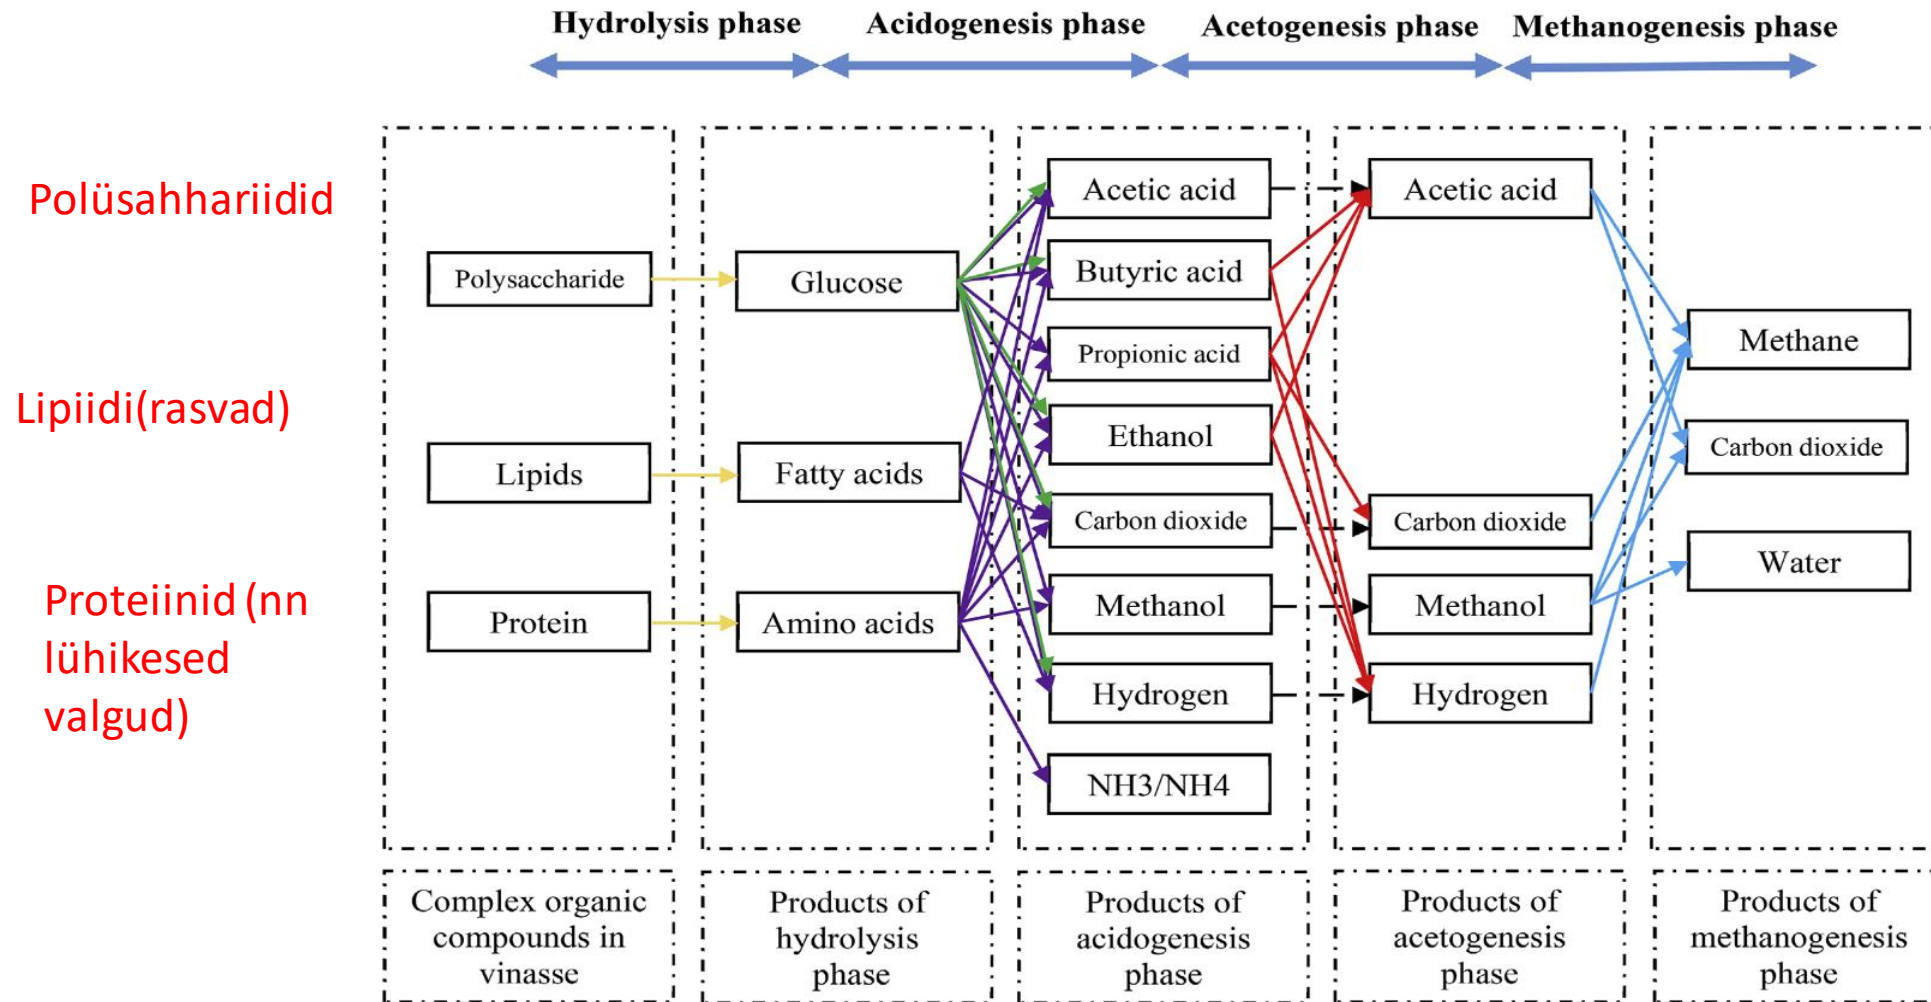 Hydrolysis phase
Acidogenesis phase
Acetogenesis phase
Methanogenesis phase
Polüsahhariidid
Lipiidi(rasvad)
Proteiinid (nn
lühikesed
valgud)
Polysaccharide
Lipids
Protein
Glucose
Fatty acids
Amino acids
Acetic acid
Butyric acid
Propionic acid
Ethanol
Carbon dioxide
Methanol
Hydrogen
NH3/NH4
Acetic acid
Carbon dioxide
Methanol
Hydrogen
Methane
Carbon dioxide
Water
Complex organic
compounds in
vinasse
Products of
hydrolysis
phase
Products of
acidogenesis
phase
Products of
acetogenesis
phase
Products of
methanogenesis
phase